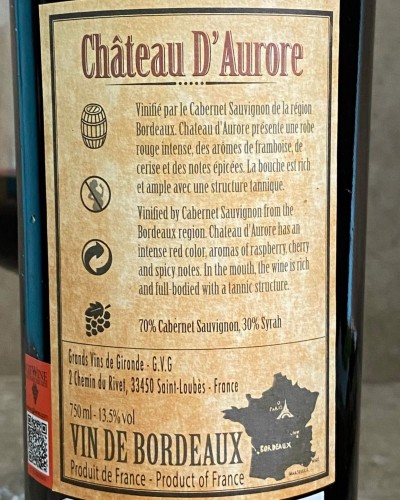 Château D'Aurore
Vinifié par le Cabernet Sauvignon de la région
Bordeaux. Chateau d'Aurore présente une robe
rouge intense, des arômes de framboise, de
cerise et des notes épicées. La bouche est rich
et ample avec une structure tannique.
Vinified by Cabernet Sauvignon from the
Bordeaux region. Chateau d'Aurore has an
intense red color, aromas of raspberry, cherry
and spicy notes. In the mouth, the wine is rich
and full-bodied with a tannic structure.
70% Cabernet Sauvignon, 30% Syrah
Grands Vins de Gironde - G.V.G
2 Chemin du Rivet, 33450 Saint-Loubès - France
750 ml - 13.5% vol
VIN DE BORDEAUX
Produit de France - Product of France
PARIS
BORDEAUX